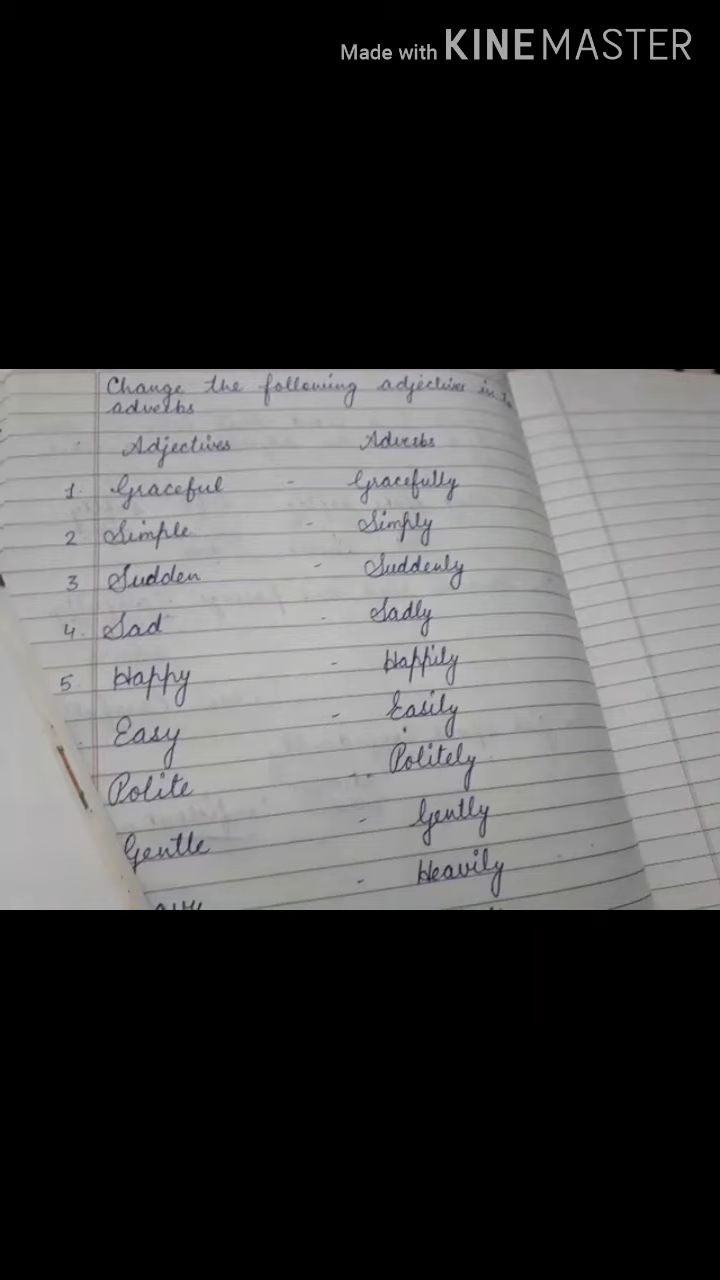 Made with KINEMASTER
Change the following adjectives in to
adverbs
Adjectives Adverbs
1. Graceful - Gracefully
2 Simple - Simply
3 Sudden - Suddenly
4. Sad - Sadly
5. Happy - Happily
Easy - Easily
Polite - Politely
Gentle - Gently
- Heavily